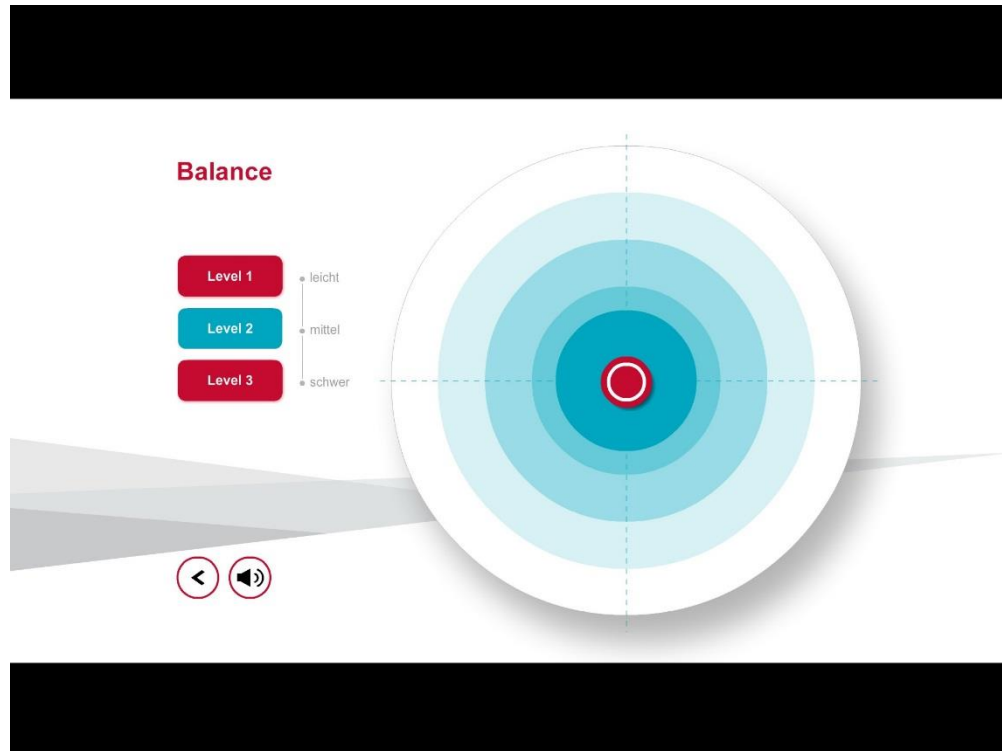 Balance
Level 1
leicht
Level 2
mittel
Level 3
schwer